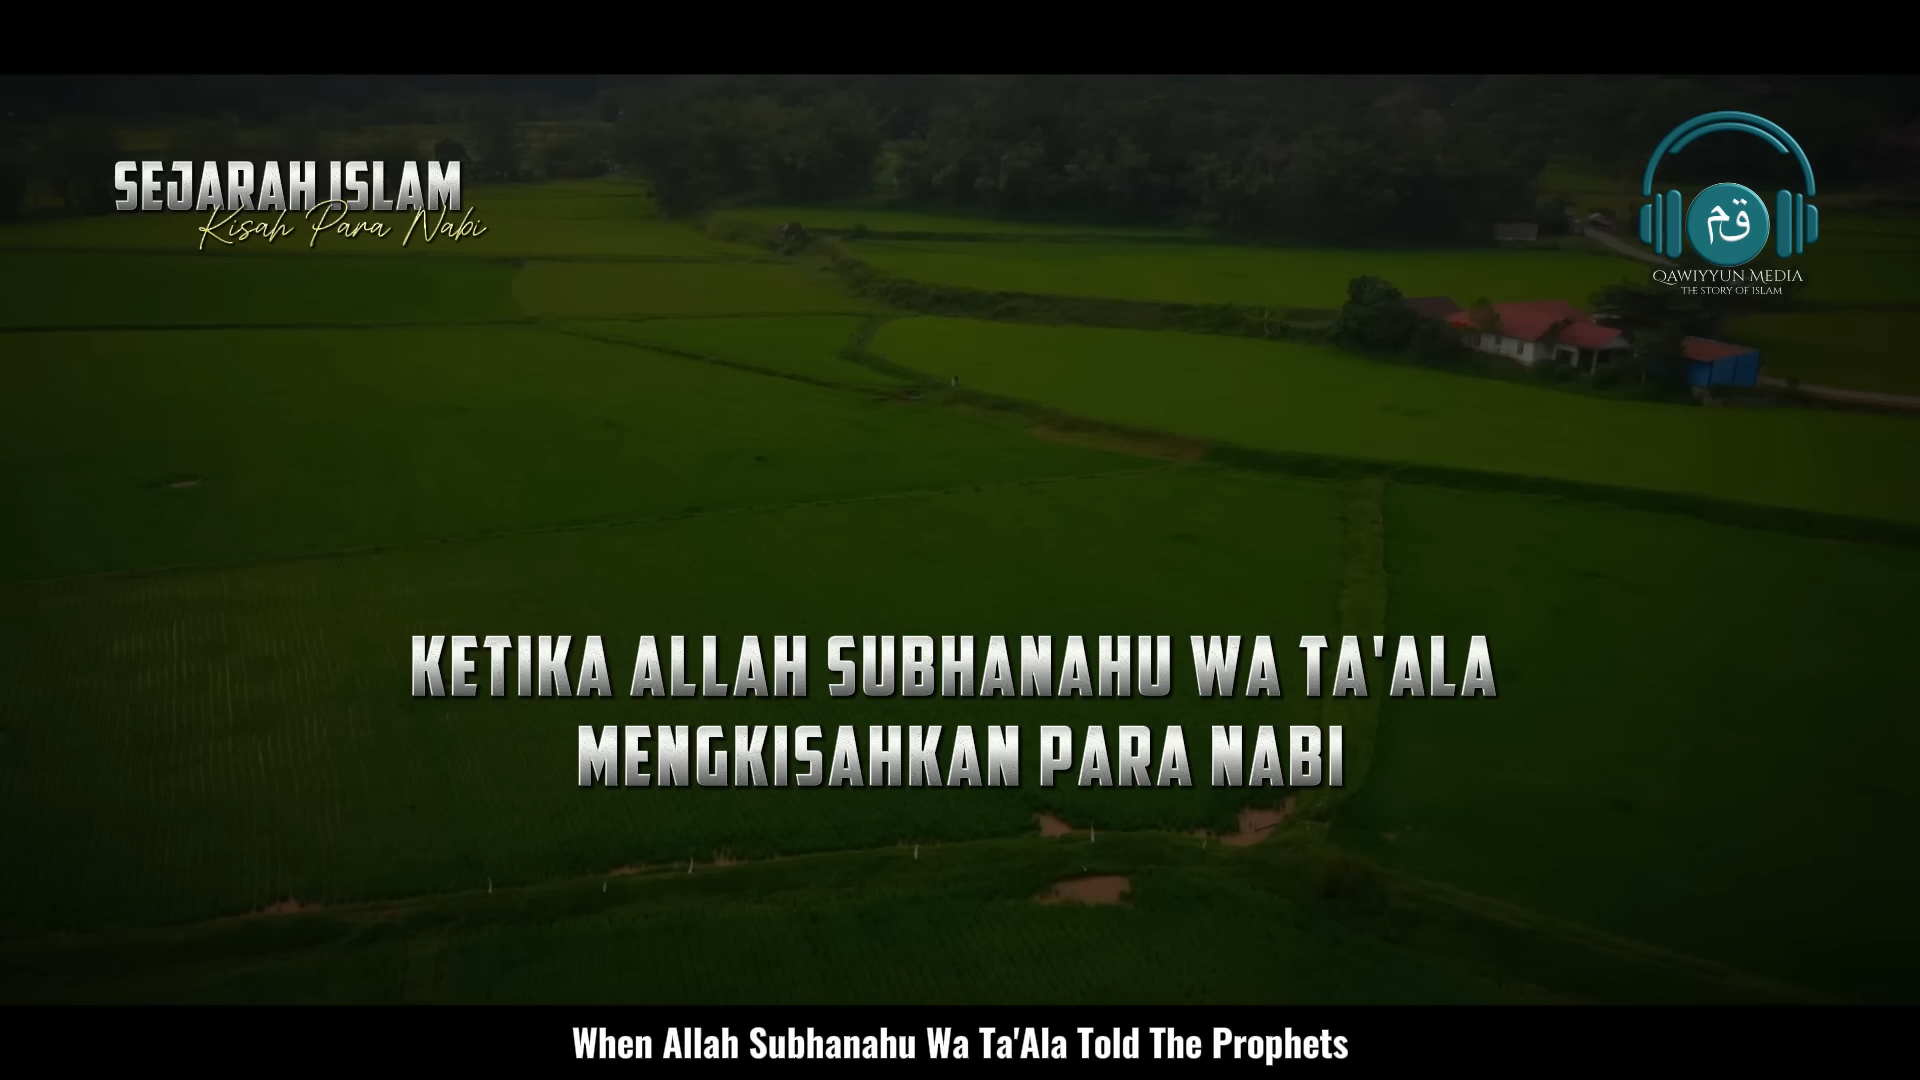 SEJARAH ISLAM
Kisah Para Nabi
قم
QAWIYYUN MEDIA
THE STORY OF ISLAM
KETIKA ALLAH SUBHANAHU WA TA'ALA
MENGKISAHKAN PARA NABI
When Allah Subhanahu Wa Ta'Ala Told The Prophets